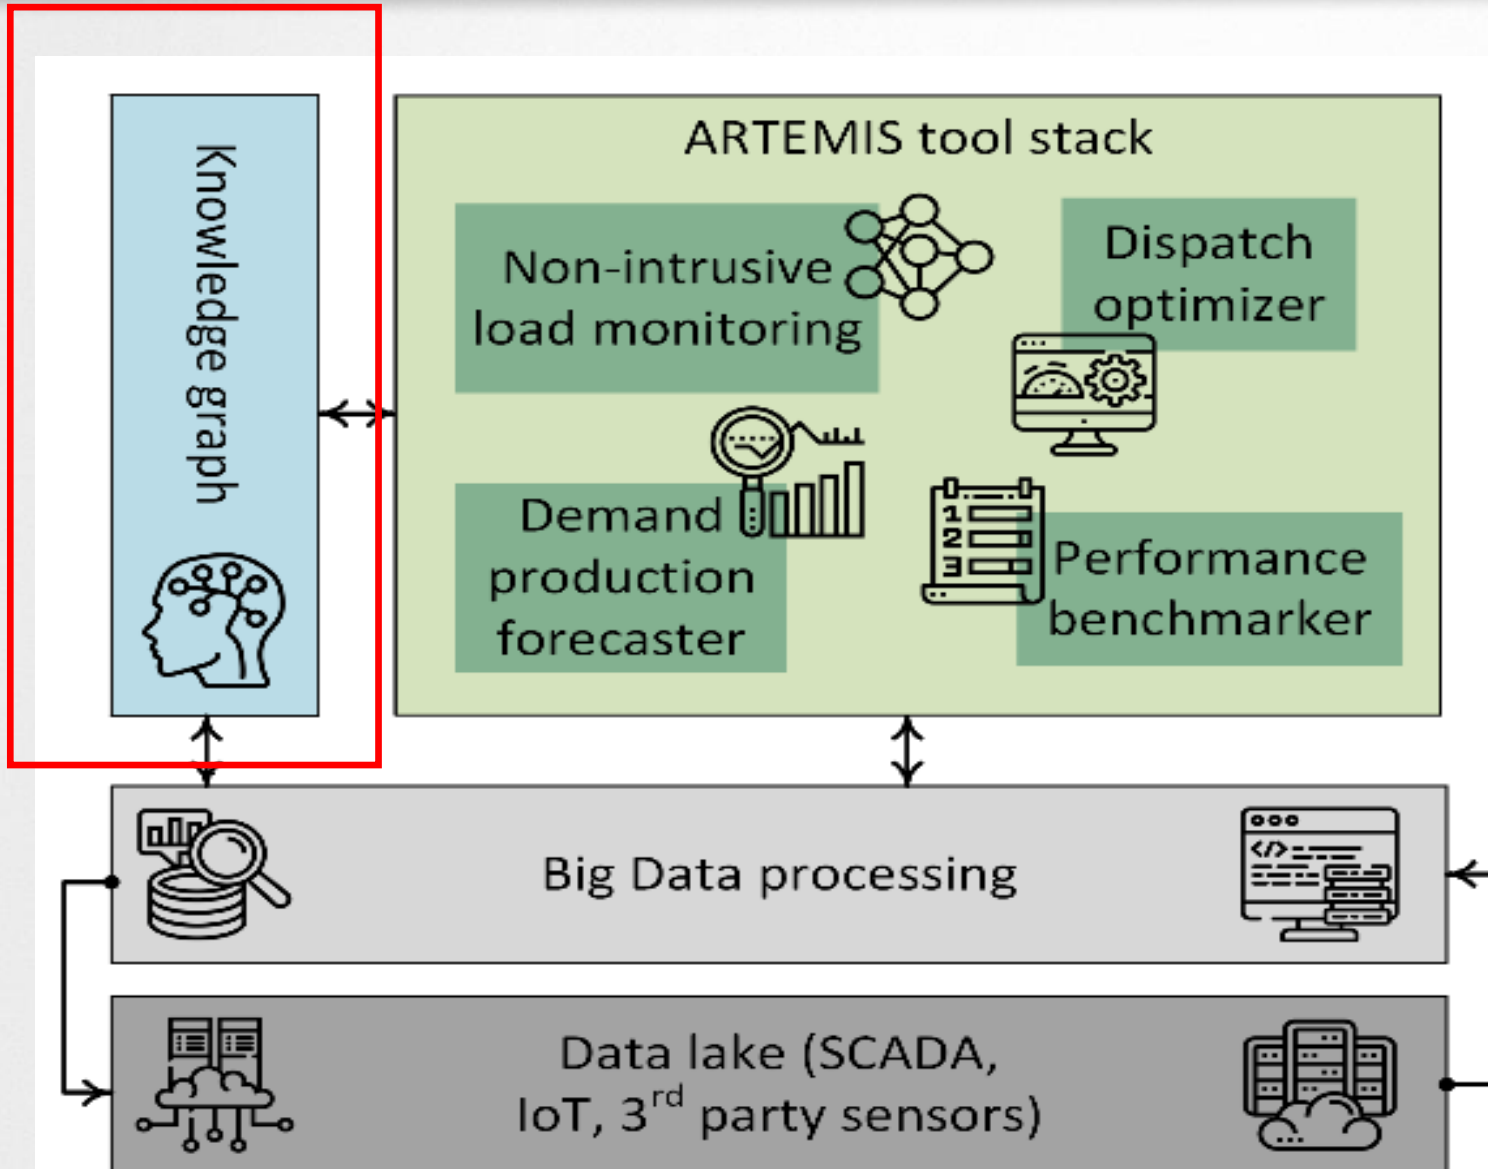 Knowledge graph
ARTEMIS tool stack
Non-intrusive
load monitoring
Dispatch
optimizer
Demand
production
forecaster
1
2
3
Performance
benchmarker
</>
Big Data processing
Data lake (SCADA,
IoT, 3rd party sensors)